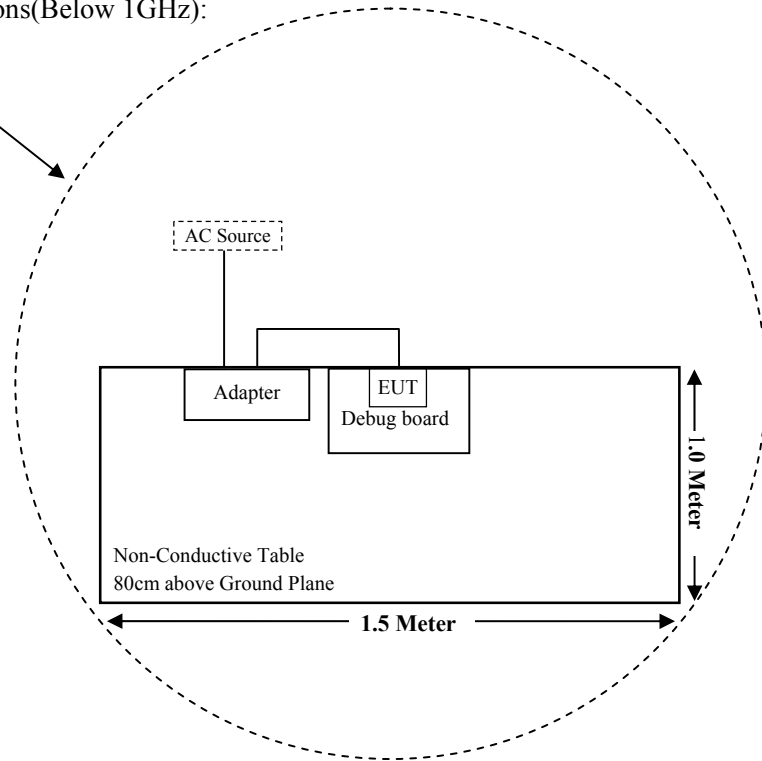 ons(Below 1GHz):
AC Source
Adapter
EUT
Debug board
1.0 Meter
Non-Conductive Table
80cm above Ground Plane
1.5 Meter